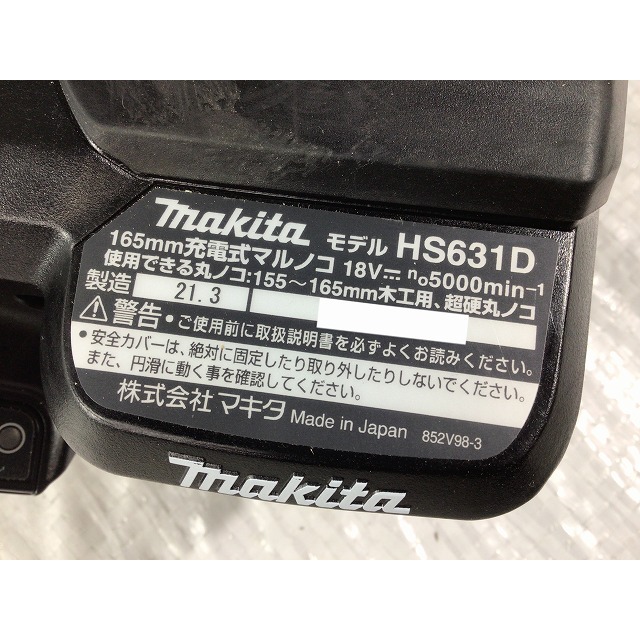 makita モデル HS631D
165mm充電式マルノコ 18V⎓ n₀5000min⁻¹
使用できる丸ノコ:155〜165mm木工用、超硬丸ノコ
製造 21.3
⚠警告・ご使用前に取扱説明書を必ずよくお読みください。
・安全カバーは、絶対に固定したり取り外したりしないでください。
また、円滑に動く事を確認してください。
株式会社 マキタ Made in Japan 852V98-3
makita